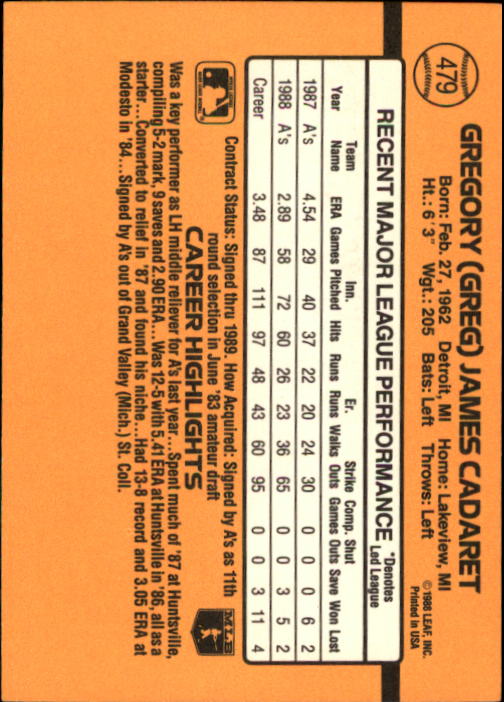 479
GREGORY (GREG) JAMES CADARET
Born: Feb. 27, 1962 Detroit, MI Home: Lakeview, MI
Ht.: 6' 3" Wgt.: 205 Bats: Left Throws: Left
©1988 LEAF, INC.
Printed in USA
RECENT MAJOR LEAGUE PERFORMANCE
*Denotes
Led League
Team Inn. Er. Strike Comp. Shut
Year Name ERA Games Pitched Hits Runs Runs Walks Outs Games Outs Save Won Lost
1987 A's 4.54 29 40 37 22 20 24 30 0 0 0 6 2
1988 A's 2.89 58 72 60 26 23 36 65 0 0 3 5 2
Career 3.48 87 111 97 48 43 60 95 0 0 3 11 4
Contract Status: Signed thru 1989. How Acquired: Signed by A's as 11th
round selection in June '83 amateur draft
MLB
CAREER HIGHLIGHTS
Was a key performer as LH middle reliever for A's last year...Spent much of '87 at Huntsville,
compiling 5-2 mark, 9 saves and 2.90 ERA...Was 12-5 with 5.41 ERA at Huntsville in '86, all as a
starter...Converted to relief in '87 and found his niche...Had 13-8 record and 3.05 ERA at
Modesto in '84...Signed by A's out of Grand Valley (Mich.) St. Coll.